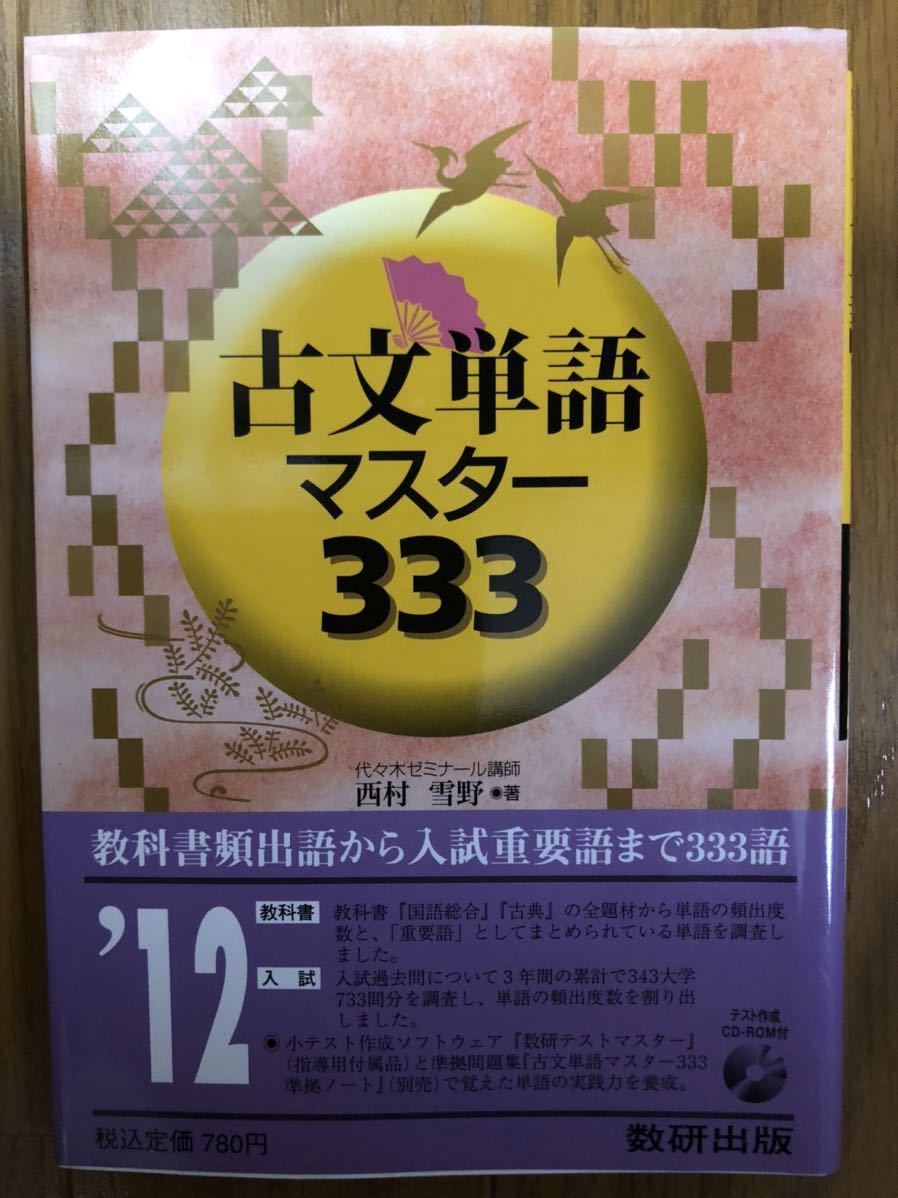 古文単語
マスター
333
代々木ゼミナール講師
西村 雪野◉著
教科書頻出語から入試重要語まで333語
'12
教科書
教科書『国語総合』『古典』の全題材から単語の頻出度
数と、「重要語」としてまとめられている単語を調査し
ました。
入試
入試過去問について3年間の累計で343大学
733問分を調査し、単語の頻出度数を割り出
しました。
◉小テスト作成ソフトウェア『数研テストマスター』
(指導用付属品)と準拠問題集『古文単語マスター333
準拠ノート』(別売)で覚えた単語の実践力を養成。
テスト作成
CD-ROM付
税込定価 780円
数研出版